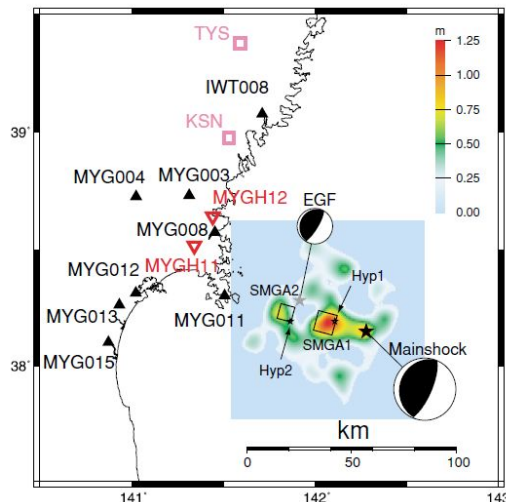 TYS
m
1.25
IWT008
1.00
KSN
0.75
39˚
0.50
MYG004
MYG003
0.25
MYGH12
EGF
0.00
MYG008
MYGH11
MYG012
SMGA2
Hyp1
MYG013
MYG011
38˚
SMGA1
Mainshock
MYG015
Hyp2
km
0 50 100
141˚ 142˚